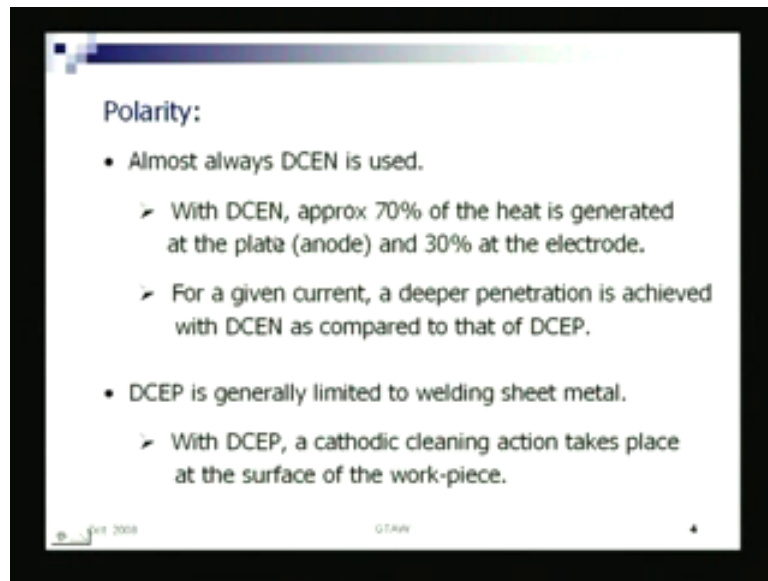 Polarity:
• Almost always DCEN is used.
➢ With DCEN, approx 70% of the heat is generated
at the plate (anode) and 30% at the electrode.
➢ For a given current, a deeper penetration is achieved
with DCEN as compared to that of DCEP.
• DCEP is generally limited to welding sheet metal.
➢ With DCEP, a cathodic cleaning action takes place
at the surface of the work-piece.
2008 GTAW 4